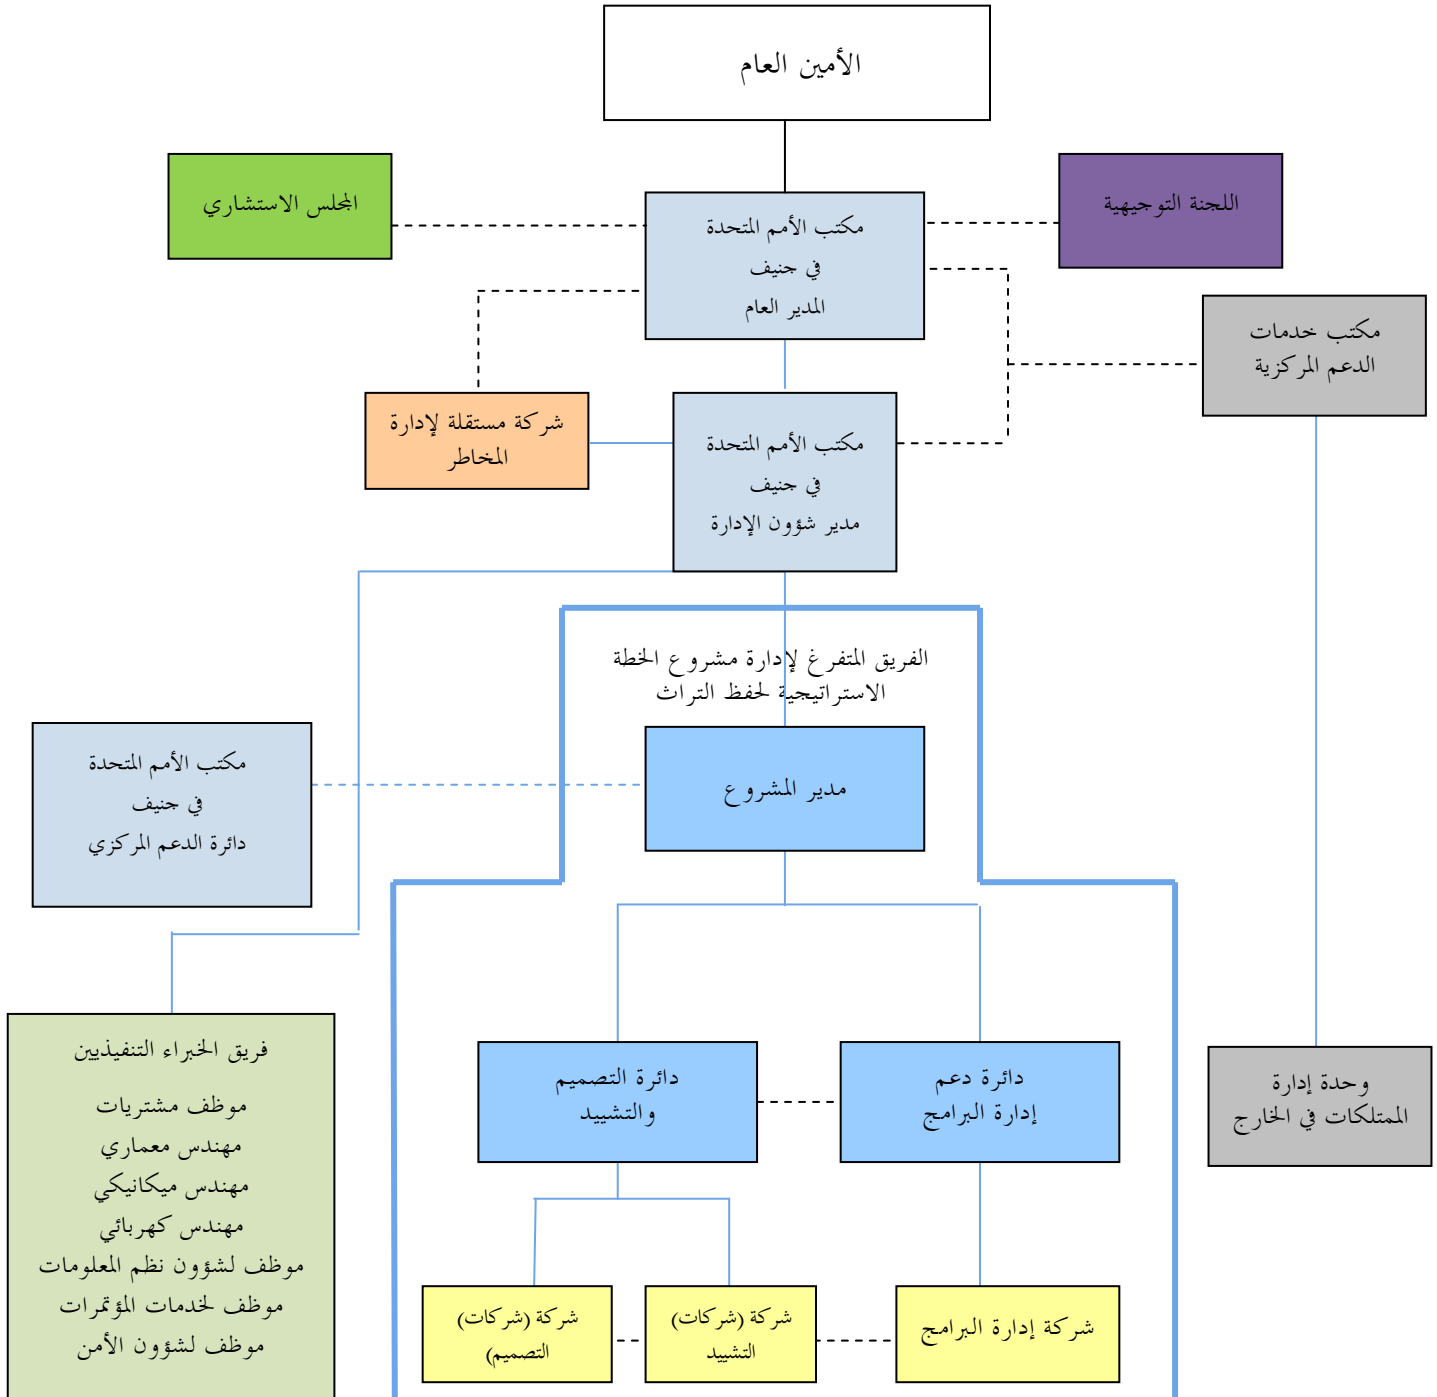 الأمين العام
المجلس الاستشاري
اللجنة التوجيهية
مكتب الأمم المتحدة
في جنيف
المدير العام
مكتب خدمات
الدعم المركزية
شركة مستقلة لإدارة
المخاطر
مكتب الأمم المتحدة
في جنيف
مدير شؤون الإدارة
الفريق المتفرغ لإدارة مشروع الخطة
الاستراتيجية لحفظ التراث
مكتب الأمم المتحدة
في جنيف
دائرة الدعم المركزي
مدير المشروع
فريق الخبراء التنفيذيين
موظف مشتريات
مهندس معماري
مهندس ميكانيكي
مهندس كهربائي
موظف لشؤون نظم المعلومات
موظف لخدمات المؤتمرات
موظف لشؤون الأمن
دائرة التصميم
والتشييد
دائرة دعم
إدارة البرامج
وحدة إدارة
الممتلكات في الخارج
شركة (شركات)
التصميم)
شركة (شركات)
التشييد
شركة إدارة البرامج